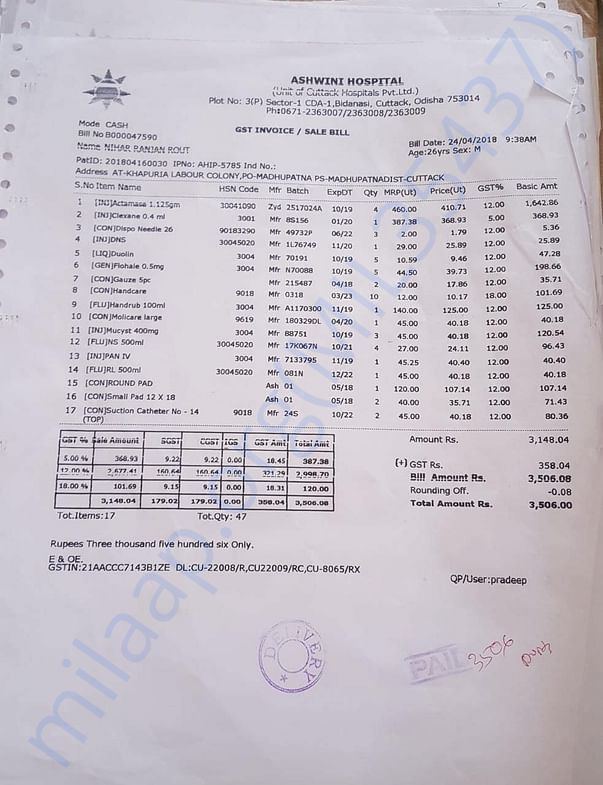 ASHWINI HOSPITAL
(Unit of Cuttack Hospitals Pvt.Ltd.)
Plot No: 3(P) Sector-1 CDA-1,Bidanasi, Cuttack, Odisha 753014
Ph:0671-2363007/2363008/2363009
GST INVOICE / SALE BILL
Mode CASH
Bill No B000047590
Bill Date: 24/04/2018 9:38AM
Name NIHAR RANJAN ROUT
Age:26yrs Sex: M
PatID: 201804160030 IPNo: AHIP-5785 Ind No.:
Address AT-KHAPURIA LABOUR COLONY,PO-MADHUPATNA PS-MADHUPATNADIST-CUTTACK
S.No Item Name HSN Code Mfr Batch ExpDT Qty MRP(Ut) Price(Ut) GST% Basic Amt
1 [INJ]Actamase 1.125gm 30041090 Zyd 2517024A 10/19 4 460.00 410.71 12.00 1,642.86
2 [INJ]Clexane 0.4 ml 3001 Mfr 8S156 01/20 1 387.38 368.93 5.00 368.93
3 [CON]Dispo Needle 26 90183290 Mfr 49732P 06/22 3 2.00 1.79 12.00 5.36
4 [INJ]DNS 30045020 Mfr 1L76749 11/20 1 29.00 25.89 12.00 25.89
5 [LIQ]Duolin 3004 Mfr 70191 10/19 5 10.59 9.46 12.00 47.28
6 [GEN]Flohale 0.5mg 3004 Mfr N70088 10/19 5 44.50 39.73 12.00 198.66
7 [CON]Gauze 5pc Mfr 215487 04/18 2 20.00 17.86 12.00 35.71
8 [CON]Handcare 9018 Mfr 0318 03/23 10 12.00 10.17 18.00 101.69
9 [FLU]Handrub 100ml 3004 Mfr A1170300 11/19 1 140.00 125.00 12.00 125.00
10 [CON]Molicare large 9619 Mfr 180329DL 04/20 1 45.00 40.18 12.00 40.18
11 [INJ]Mucyst 400mg 3004 Mfr 88751 10/19 3 45.00 40.18 12.00 120.54
12 [FLU]NS 500ml 30045020 Mfr 17K067N 10/21 4 27.00 24.11 12.00 96.43
13 [INJ]PAN IV 3004 Mfr 7133795 11/19 1 45.25 40.40 12.00 40.40
14 [FLU]RL 500ml 30045020 Mfr 081N 12/22 1 45.00 40.18 12.00 40.18
15 [CON]ROUND PAD Ash 01 05/18 1 120.00 107.14 12.00 107.14
16 [CON]Small Pad 12 X 18 Ash 01 05/18 2 40.00 35.71 12.00 71.43
17 [CON]Suction Catheter No - 14 9018 Mfr 24S 10/22 2 45.00 40.18 12.00 80.36
(TOP)
GST % Sale Amount SGST CGST IGS GST Amt Total Amt
5.00 % 368.93 9.22 9.22 0.00 18.45 387.38
12.00 % 2,677.41 160.64 160.64 0.00 321.29 2,998.70
18.00 % 101.69 9.15 9.15 0.00 18.31 120.00
3,148.04 179.02 179.02 0.00 358.04 3,506.08
Amount Rs. 3,148.04
(+) GST Rs. 358.04
Bill Amount Rs. 3,506.08
Rounding Off. -0.08
Total Amount Rs. 3,506.00
Tot.Items:17 Tot.Qty: 47
Rupees Three thousand five hundred six Only.
E & OE.
GSTIN:21AACCC7143B1ZE DL:CU-22008/R,CU22009/RC,CU-8065/RX
QP/User:pradeep
DELIVERY
PAID
3506